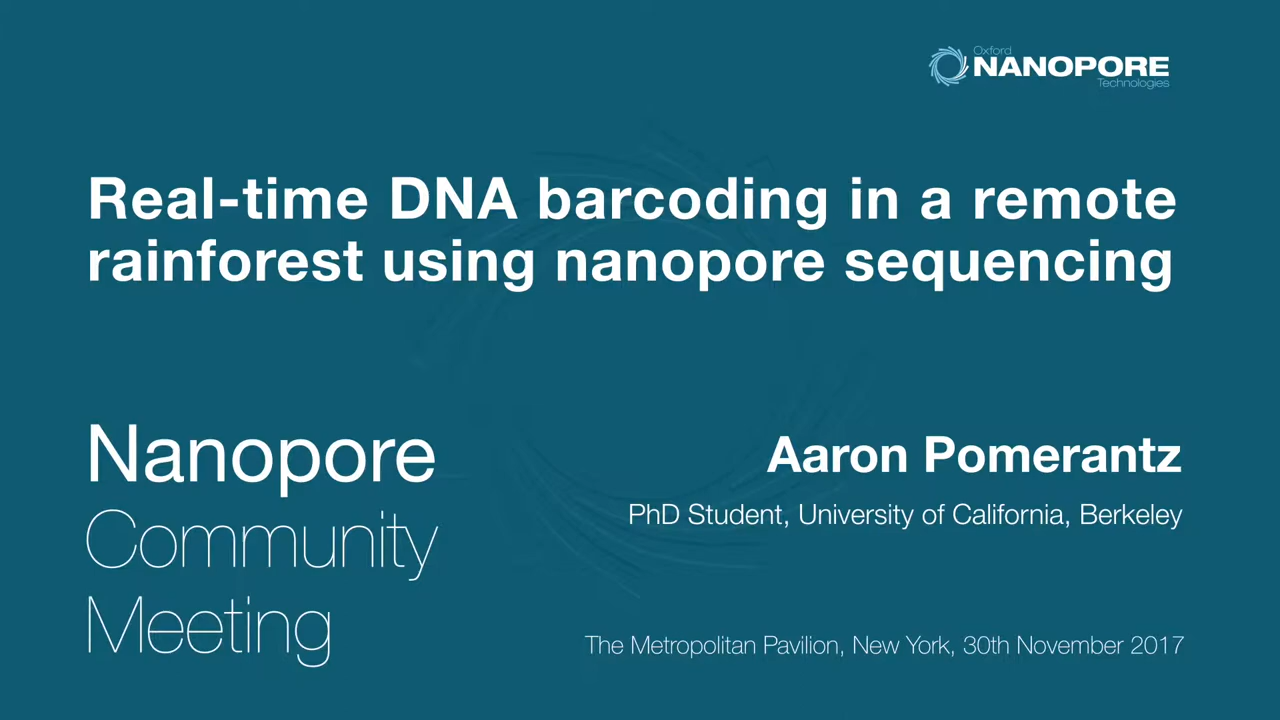 Oxford
NANOPORE
Technologies
Real-time DNA barcoding in a remote
rainforest using nanopore sequencing
Nanopore
Community
Meeting
Aaron Pomerantz
PhD Student, University of California, Berkeley
The Metropolitan Pavilion, New York, 30th November 2017